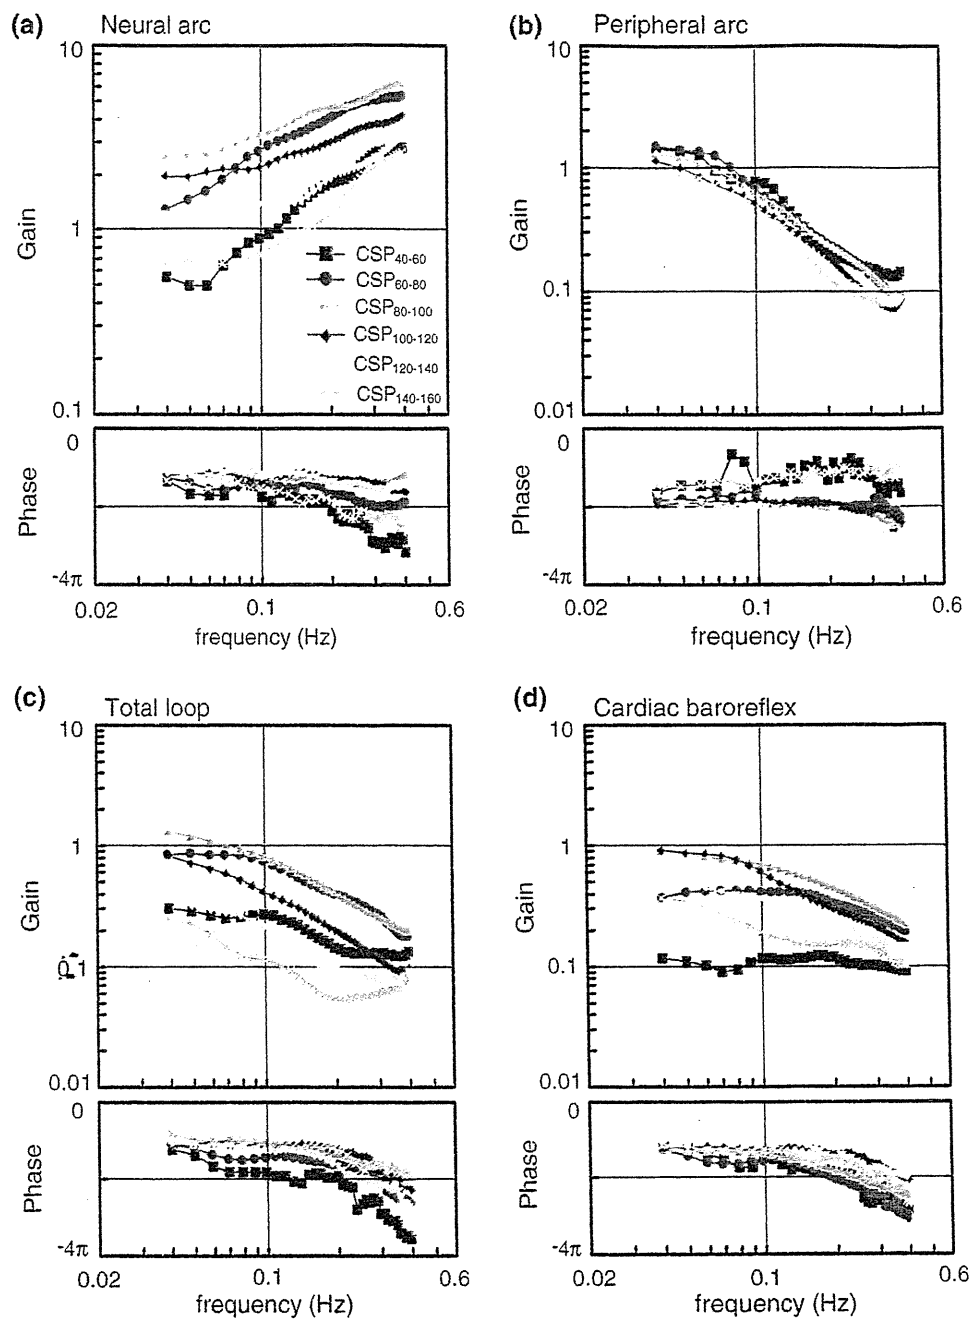 (a) Neural arc
10
Gain
1
0.1
CSP40-60
CSP60-80
CSP80-100
CSP100-120
CSP120-140
CSP140-160
0
Phase
-4π
0.02
0.1
0.6
frequency (Hz)
(b) Peripheral arc
10
1
Gain
0.1
0.01
0
Phase
-4π
0.02
0.1
0.6
frequency (Hz)
(c) Total loop
10
1
Gain
0.1
0.01
0
Phase
-4π
0.02
0.1
0.6
frequency (Hz)
(d) Cardiac baroreflex
10
1
Gain
0.1
0.01
0
Phase
-4π
0.02
0.1
0.6
frequency (Hz)